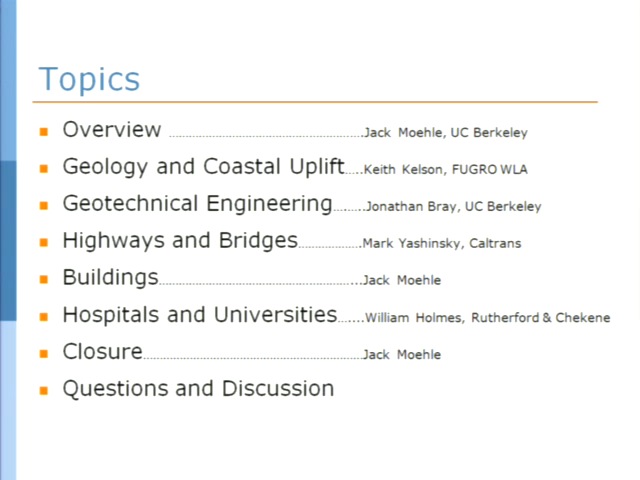 Topics
Overview ........................................Jack Moehle, UC Berkeley
Geology and Coastal Uplift.....Keith Kelson, FUGRO WLA
Geotechnical Engineering........Jonathan Bray, UC Berkeley
Highways and Bridges................Mark Yashinsky, Caltrans
Buildings..........................................Jack Moehle
Hospitals and Universities.......William Holmes, Rutherford & Chekene
Closure.............................................Jack Moehle
Questions and Discussion